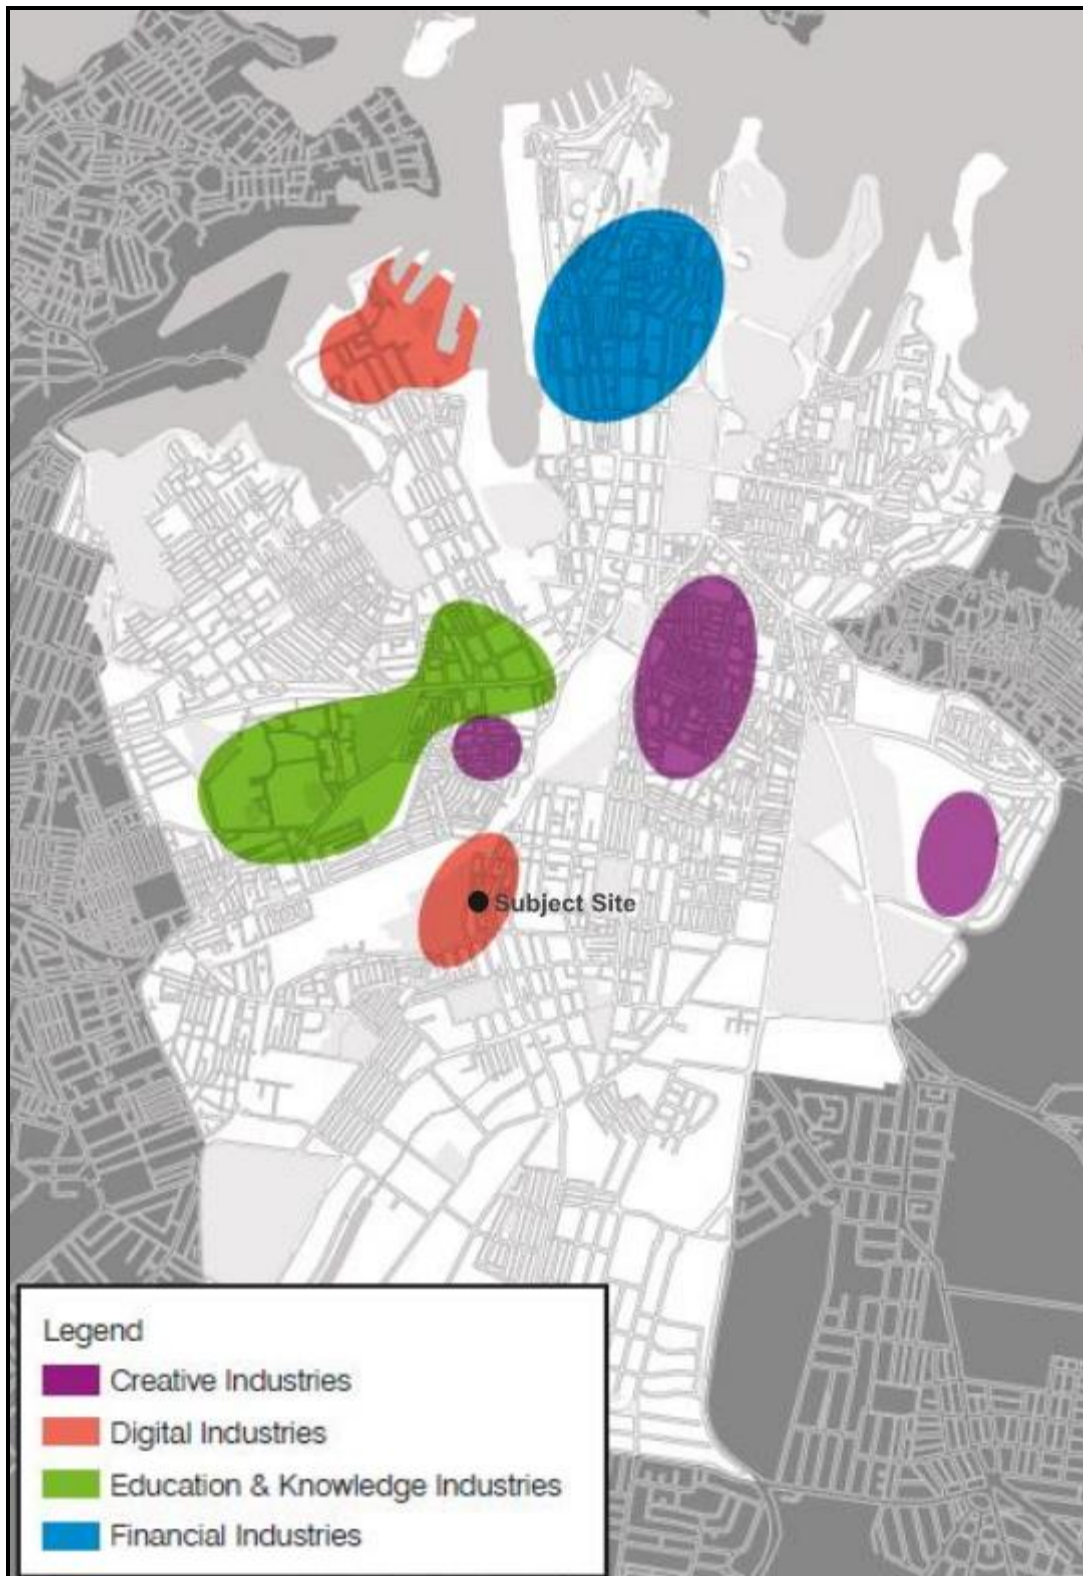 Subject Site
Legend
Creative Industries
Digital Industries
Education & Knowledge Industries
Financial Industries